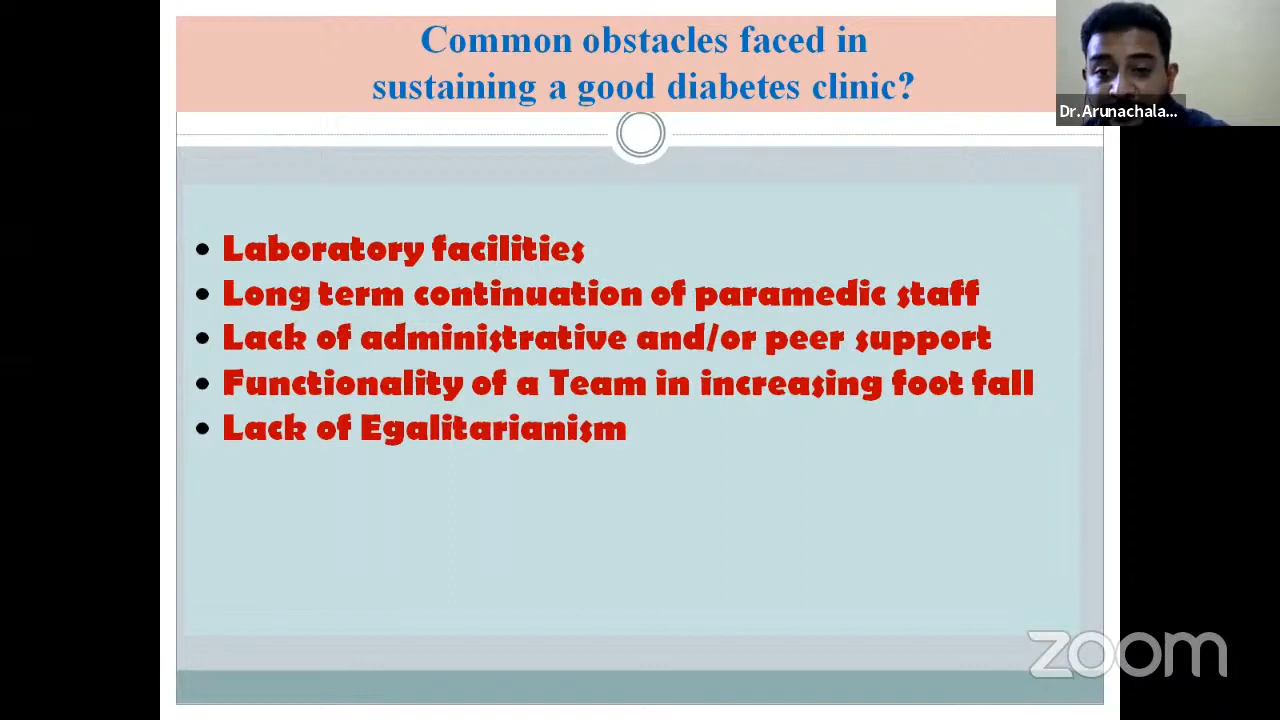 Common obstacles faced in
sustaining a good diabetes clinic?
Dr.Arunachala...
• Laboratory facilities
• Long term continuation of paramedic staff
• Lack of administrative and/or peer support
• Functionality of a Team in increasing foot fall
• Lack of Egalitarianism
zoom